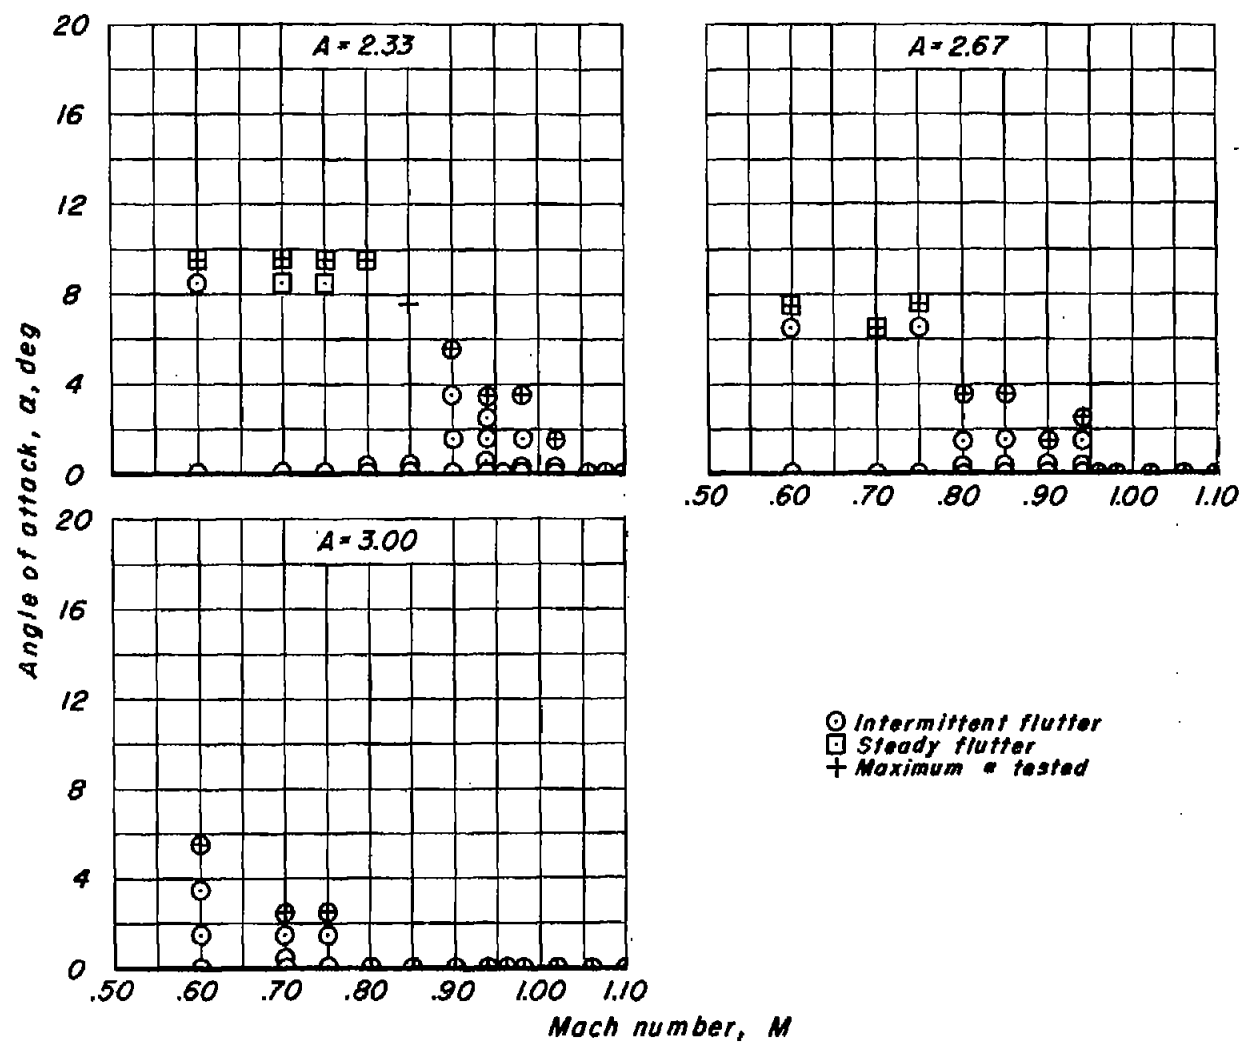 A = 2.33
A = 2.67
20
16
12
8
4
0
.50 .60 .70 .80 .90 1.00 1.10
Angle of attack, α, deg
A = 3.00
20
16
12
8
4
0
.50 .60 .70 .80 .90 1.00 1.10
Mach number, M
Intermittent flutter
Steady flutter
Maximum α tested